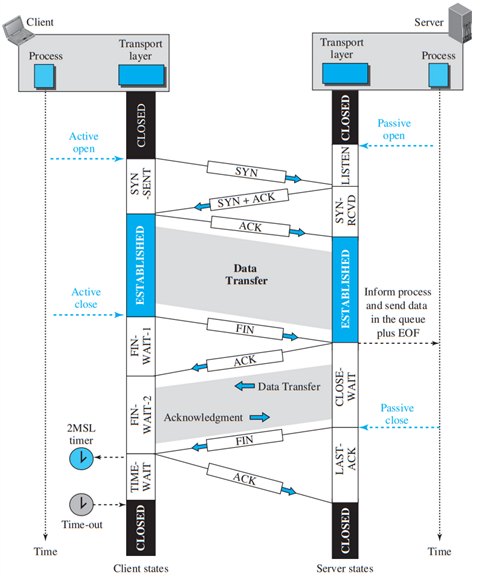 Client
Server
Process
Transport
layer
Transport
layer
Process
CLOSED
CLOSED
Active
open
Passive
open
LISTEN
SYN
SYN
-SENT
SYN + ACK
SYN-
RCVD
ACK
ESTABLISHED
ESTABLISHED
Data
Transfer
Active
close
Inform process
and send data
in the queue
plus EOF
FIN
FIN-
WAIT-1
ACK
CLOSE-
WAIT
Data Transfer
FIN-
WAIT-2
Acknowledgment
Passive
close
2MSL
timer
FIN
TIME-
WAIT
LAST-
ACK
ACK
Time-out
CLOSED
CLOSED
Time
Time
Client states
Server states